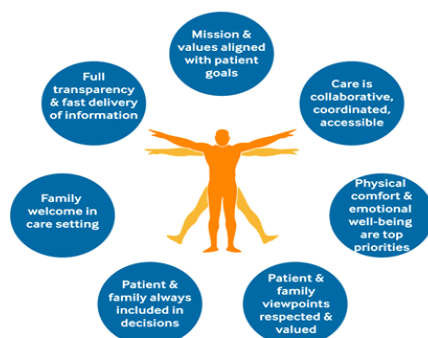 Mission
& values aligned
with patient
goals
Care is
collaborative,
coordinated,
accessible
Physical
comfort &
emotional
well-being
are top
priorities
Patient &
family
viewpoints
respected &
valued
Patient &
family always
included in
decisions
Family
welcome in
care setting
Full
transparency
& fast delivery
of information